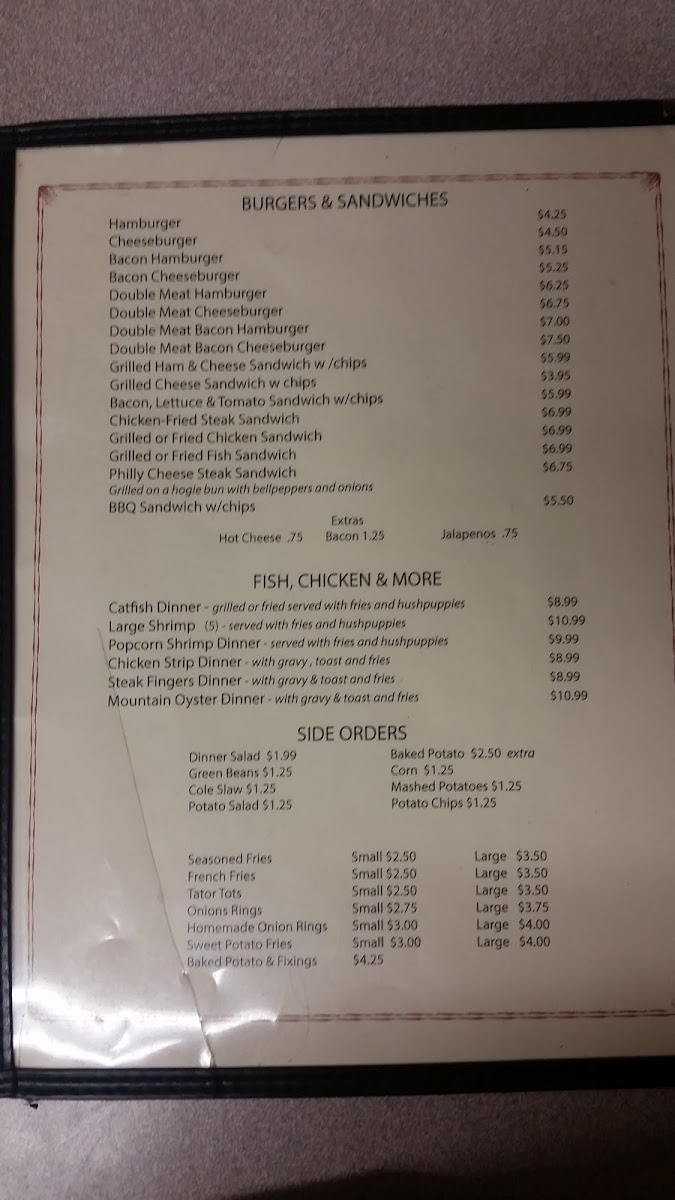 BURGERS & SANDWICHES
Hamburger $4.25
Cheeseburger $4.50
Bacon Hamburger $5.15
Bacon Cheeseburger $5.25
Double Meat Hamburger $6.25
Double Meat Cheeseburger $6.75
Double Meat Bacon Hamburger $7.00
Double Meat Bacon Cheeseburger $7.50
Grilled Ham & Cheese Sandwich w /chips $5.99
Grilled Cheese Sandwich w chips $3.95
Bacon, Lettuce & Tomato Sandwich w/chips $5.99
Chicken-Fried Steak Sandwich $6.99
Grilled or Fried Chicken Sandwich $6.99
Grilled or Fried Fish Sandwich $6.99
Philly Cheese Steak Sandwich $6.75
Grilled on a hogie bun with bellpeppers and onions
BBQ Sandwich w/chips $5.50
Extras
Hot Cheese .75 Bacon 1.25 Jalapenos .75
FISH, CHICKEN & MORE
Catfish Dinner - grilled or fried served with fries and hushpuppies $8.99
Large Shrimp (5) - served with fries and hushpuppies $10.99
Popcorn Shrimp Dinner - served with fries and hushpuppies $9.99
Chicken Strip Dinner - with gravy, toast and fries $8.99
Steak Fingers Dinner - with gravy & toast and fries $8.99
Mountain Oyster Dinner - with gravy & toast and fries $10.99
SIDE ORDERS
Dinner Salad $1.99 Baked Potato $2.50 extra
Green Beans $1.25 Corn $1.25
Cole Slaw $1.25 Mashed Potatoes $1.25
Potato Salad $1.25 Potato Chips $1.25
Seasoned Fries Small $2.50 Large $3.50
French Fries Small $2.50 Large $3.50
Tator Tots Small $2.50 Large $3.50
Onions Rings Small $2.75 Large $3.75
Homemade Onion Rings Small $3.00 Large $4.00
Sweet Potato Fries Small $3.00 Large $4.00
Baked Potato & Fixings $4.25